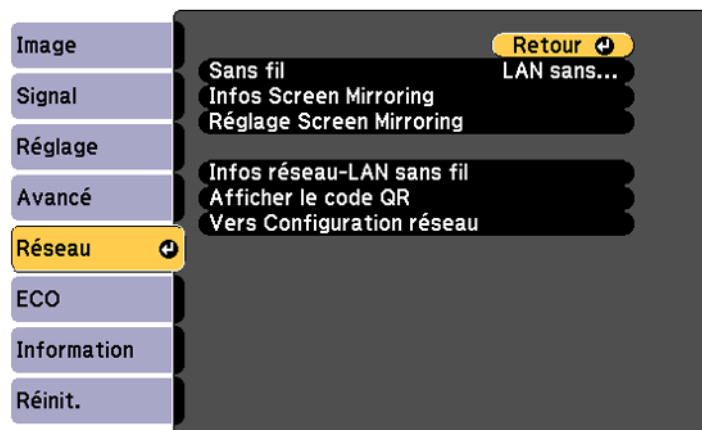 Image
Signal
Réglage
Avancé
Réseau
ECO
Information
Réinit.
Retour
Sans fil LAN sans...
Infos Screen Mirroring
Réglage Screen Mirroring
Infos réseau-LAN sans fil
Afficher le code QR
Vers Configuration réseau